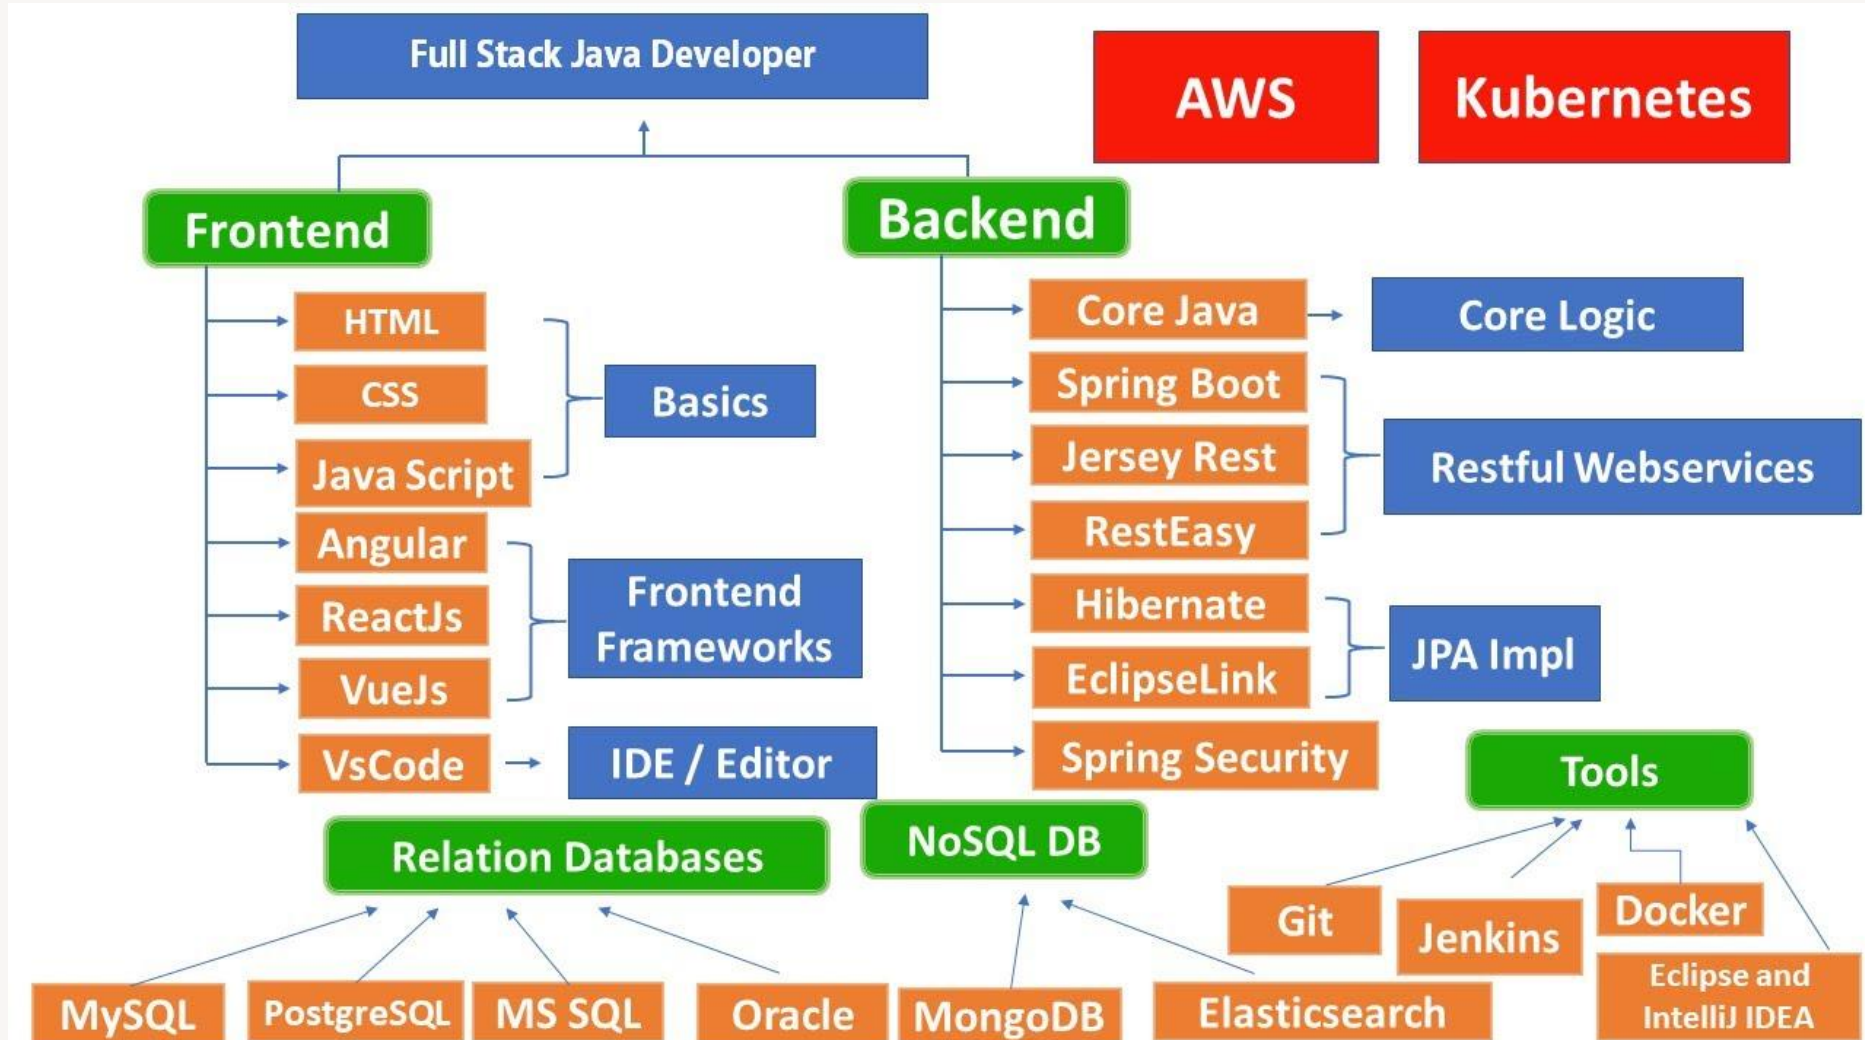 Full Stack Java Developer
AWS
Kubernetes
Frontend
Backend
HTML
CSS
Java Script
Basics
Angular
ReactJs
VueJs
Frontend
Frameworks
VsCode
IDE / Editor
Core Java
Core Logic
Spring Boot
Jersey Rest
RestEasy
Restful Webservices
Hibernate
EclipseLink
JPA Impl
Spring Security
Relation Databases
MySQL
PostgreSQL
MS SQL
Oracle
NoSQL DB
MongoDB
Elasticsearch
Tools
Git
Jenkins
Docker
Eclipse and
IntelliJ IDEA